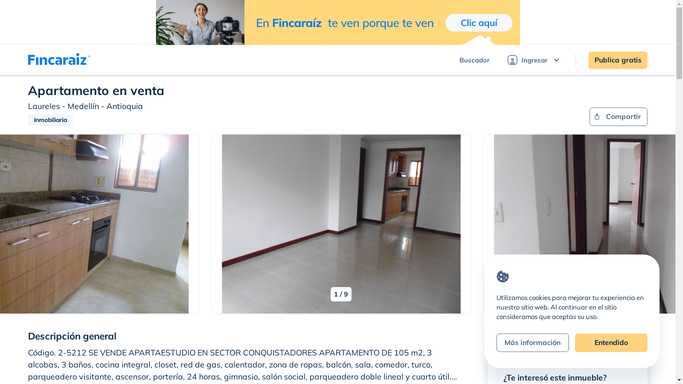 En Fincaraíz te ven porque te ven
Clic aquí
Fincaraíz
Buscador
Ingresar
Publica gratis
Apartamento en venta
Laureles - Medellín - Antioquia
Inmobiliaria
Compartir
1 / 9
Utilizamos cookies para mejorar tu experiencia en
nuestro sitio web. Al continuar en el sitio
consideramos que aceptas su uso.
Más información
Entendido
Descripción general
Código. 2-5212 SE VENDE APARTAESTUDIO EN SECTOR CONQUISTADORES APARTAMENTO DE 105 m2, 3
alcobas, 3 baños, cocina integral, closet, red de gas, calentador, zona de ropas, balcón, sala, comedor, turco,
parqueadero visitante, ascensor, portería, 24 horas, gimnasio, salón social, parqueadero doble lineal y cuarto útil....
¿Te interesó este inmueble?